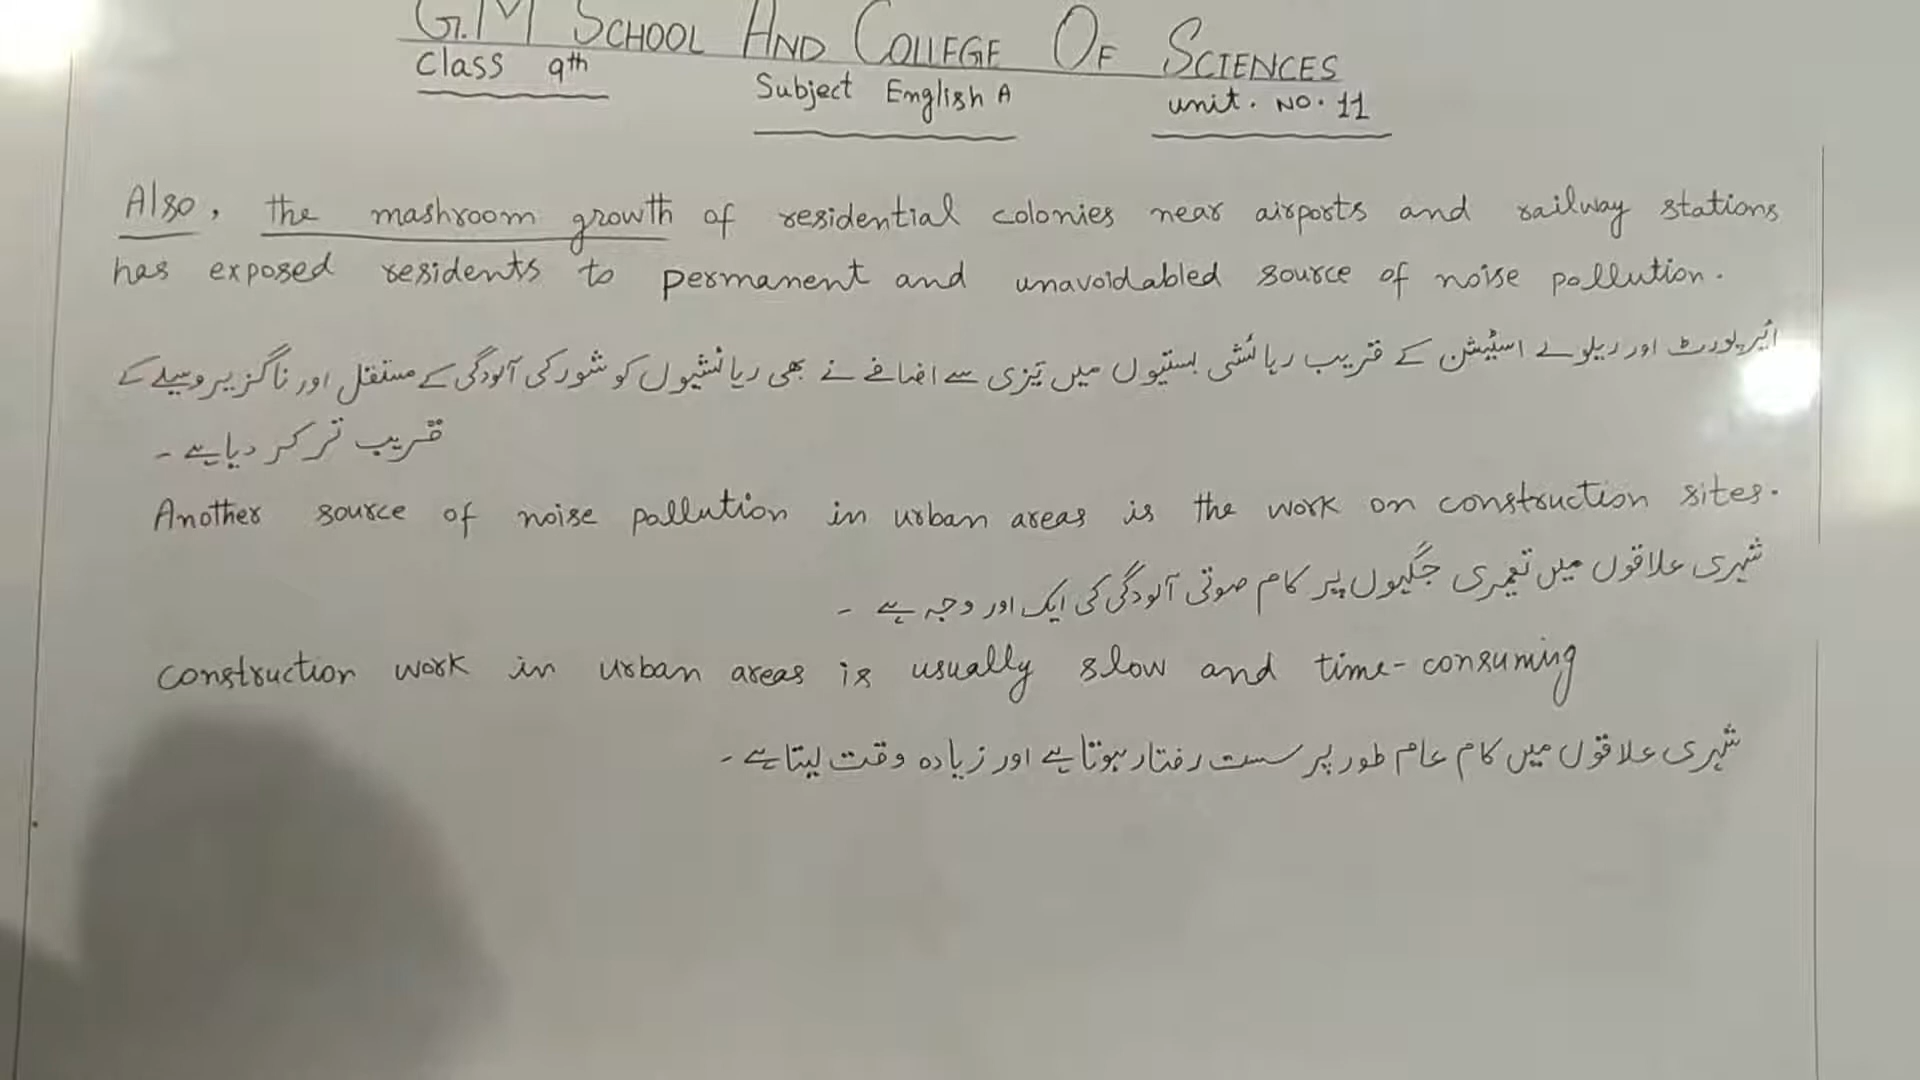 G.M SCHOOL AND COLLEGE OF SCIENCES
Class 9th Subject English A unit. NO. 11
Also, the mashroom growth of residential colonies near airports and railway stations
has exposed residents to permanent and unavoidabled source of noise pollution.
ائیرپورٹ اور ریلوے اسٹیشن کے قریب رہائشی بستیوں میں تیزی سے اضافے نے بھی رہائشیوں کو شور کی آلودگی کے مستقل اور ناگزیر وسیلے کے
قریب تر کر دیا ہے -
Another source of noise pollution in urban areas is the work on construction sites.
شہری علاقوں میں تعمیری جگہوں پر کام صوتی آلودگی کی ایک اور وجہ ہے -
construction work in urban areas is usually slow and time-consuming
شہری علاقوں میں کام عام طور پر سست رفتار ہوتا ہے اور زیادہ وقت لیتا ہے -